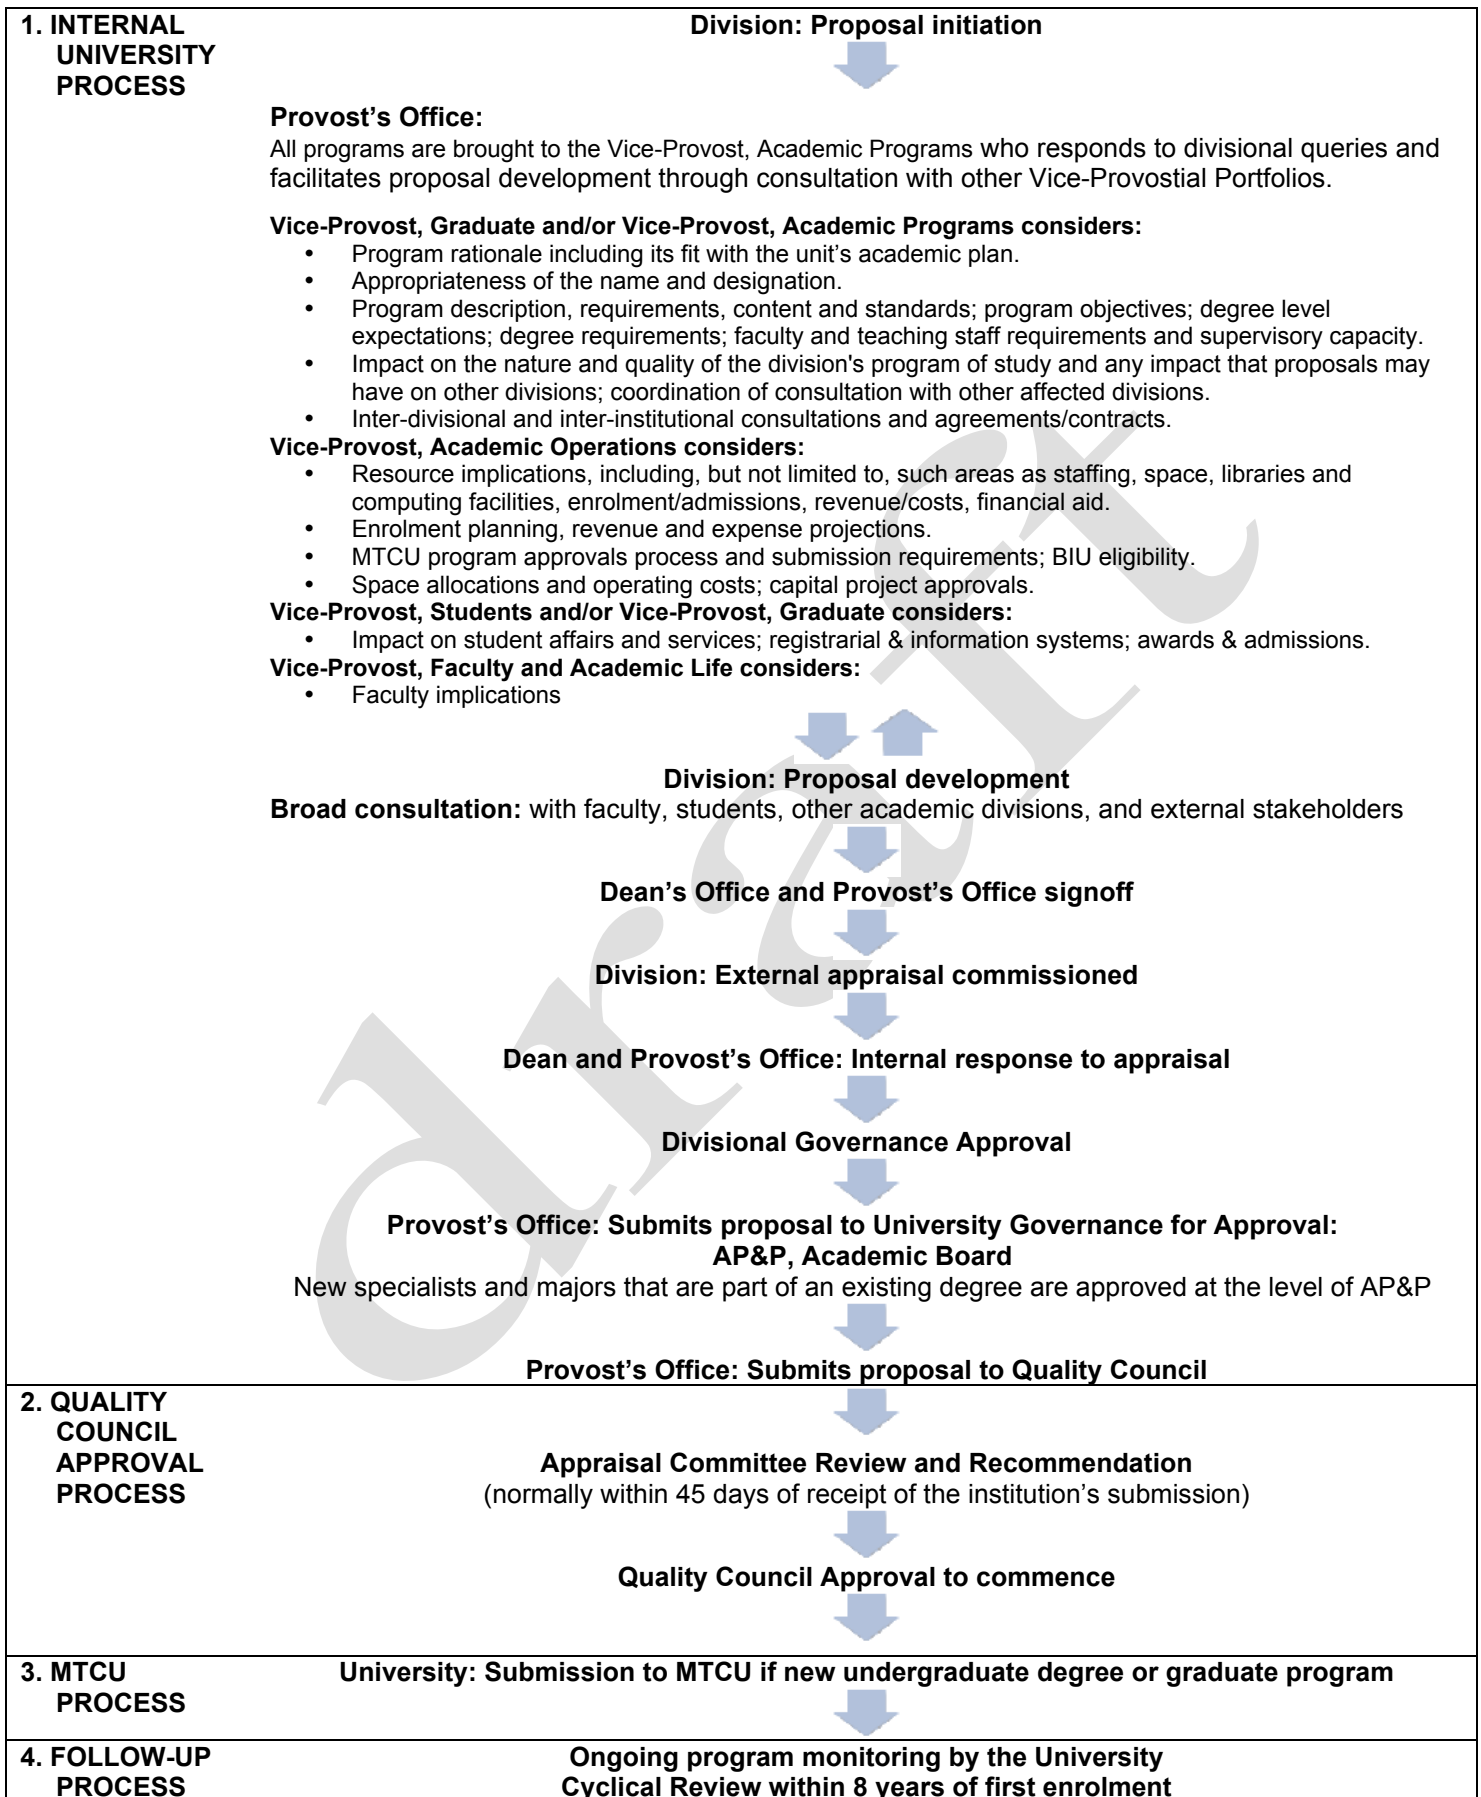 1. INTERNAL
UNIVERSITY
PROCESS
Division: Proposal initiation
Provost’s Office:
All programs are brought to the Vice-Provost, Academic Programs who responds to divisional queries and
facilitates proposal development through consultation with other Vice-Provostial Portfolios.
Vice-Provost, Graduate and/or Vice-Provost, Academic Programs considers:
• Program rationale including its fit with the unit’s academic plan.
• Appropriateness of the name and designation.
• Program description, requirements, content and standards; program objectives; degree level
expectations; degree requirements; faculty and teaching staff requirements and supervisory capacity.
• Impact on the nature and quality of the division's program of study and any impact that proposals may
have on other divisions; coordination of consultation with other affected divisions.
• Inter-divisional and inter-institutional consultations and agreements/contracts.
Vice-Provost, Academic Operations considers:
• Resource implications, including, but not limited to, such areas as staffing, space, libraries and
computing facilities, enrolment/admissions, revenue/costs, financial aid.
• Enrolment planning, revenue and expense projections.
• MTCU program approvals process and submission requirements; BIU eligibility.
• Space allocations and operating costs; capital project approvals.
Vice-Provost, Students and/or Vice-Provost, Graduate considers:
• Impact on student affairs and services; registrarial & information systems; awards & admissions.
Vice-Provost, Faculty and Academic Life considers:
• Faculty implications
Division: Proposal development
Broad consultation: with faculty, students, other academic divisions, and external stakeholders
Dean’s Office and Provost’s Office signoff
Division: External appraisal commissioned
Dean and Provost’s Office: Internal response to appraisal
Divisional Governance Approval
Provost’s Office: Submits proposal to University Governance for Approval:
AP&P, Academic Board
New specialists and majors that are part of an existing degree are approved at the level of AP&P
Provost’s Office: Submits proposal to Quality Council
draft
2. QUALITY
COUNCIL
APPROVAL
PROCESS
Appraisal Committee Review and Recommendation
(normally within 45 days of receipt of the institution’s submission)
Quality Council Approval to commence
3. MTCU
PROCESS
University: Submission to MTCU if new undergraduate degree or graduate program
4. FOLLOW-UP
PROCESS
Ongoing program monitoring by the University
Cyclical Review within 8 years of first enrolment